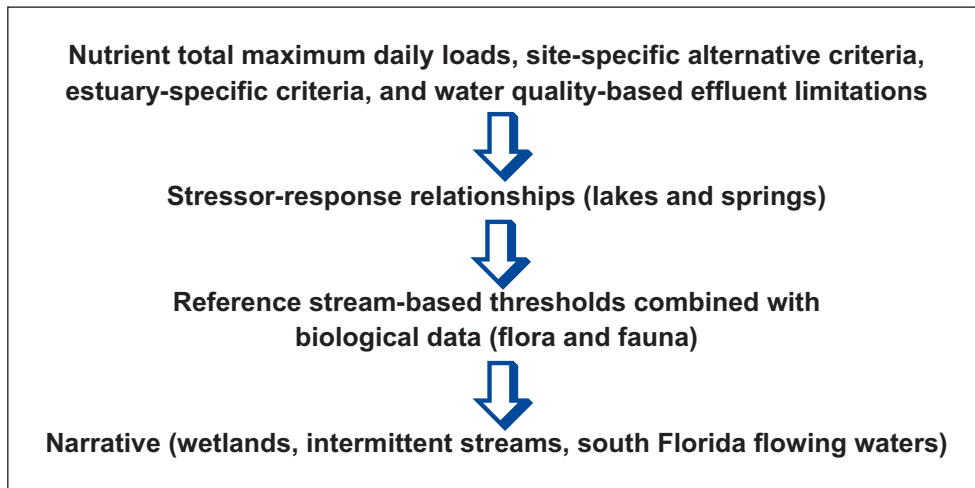 Nutrient total maximum daily loads, site-specific alternative criteria,
estuary-specific criteria, and water quality-based effluent limitations
Stressor-response relationships (lakes and springs)
Reference stream-based thresholds combined with
biological data (flora and fauna)
Narrative (wetlands, intermittent streams, south Florida flowing waters)